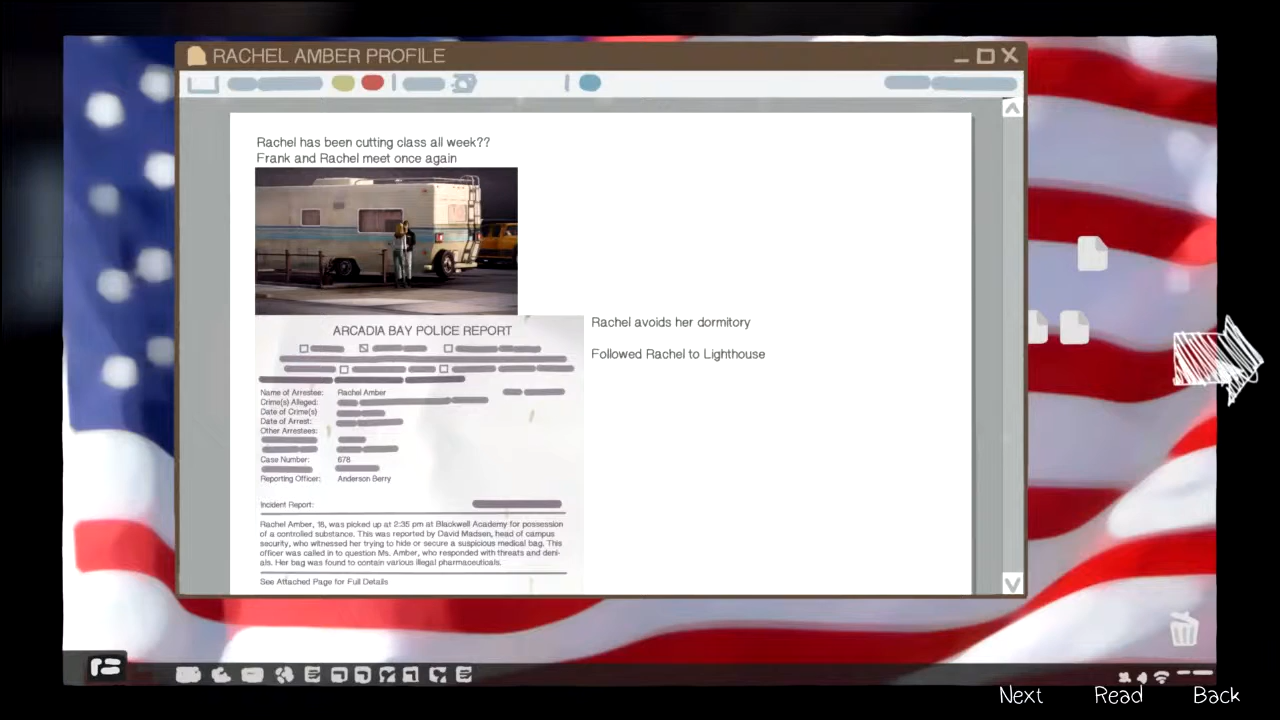 RACHEL AMBER PROFILE
Rachel has been cutting class all week??
Frank and Rachel meet once again
Rachel avoids her dormitory
Followed Rachel to Lighthouse
ARCADIA BAY POLICE REPORT
Name of Arrestee: Rachel Amber
Crime(s) Alleged:
Date of Crime(s)
Date of Arrest:
Other Arrestees:
Case Number: 678
Reporting Officer: Anderson Berry
Incident Report:
Rachel Amber, 18, was picked up at 2:35 pm at Blackwell Academy for possession
of a controlled substance. This was reported by David Madsen, head of campus
security, who witnessed her trying to hide or secure a suspicious medical bag. This
officer was called in to question Ms. Amber, who responded with threats and deni-
als. Her bag was found to contain various illegal pharmaceuticals.
See Attached Page for Full Details
Next Read Back